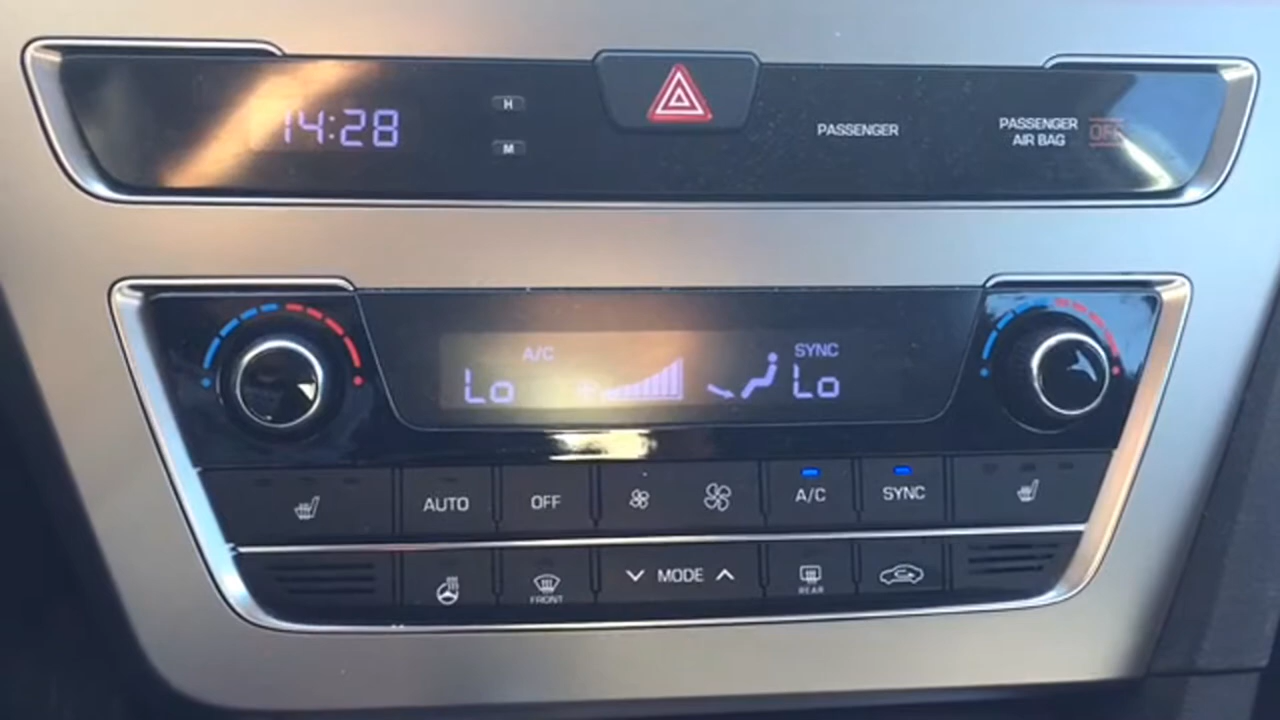 14:28
H
M
PASSENGER
PASSENGER
AIR BAG
OFF
A/C
SYNC
Lo
Lo
AUTO
OFF
A/C
SYNC
FRONT
MODE
REAR